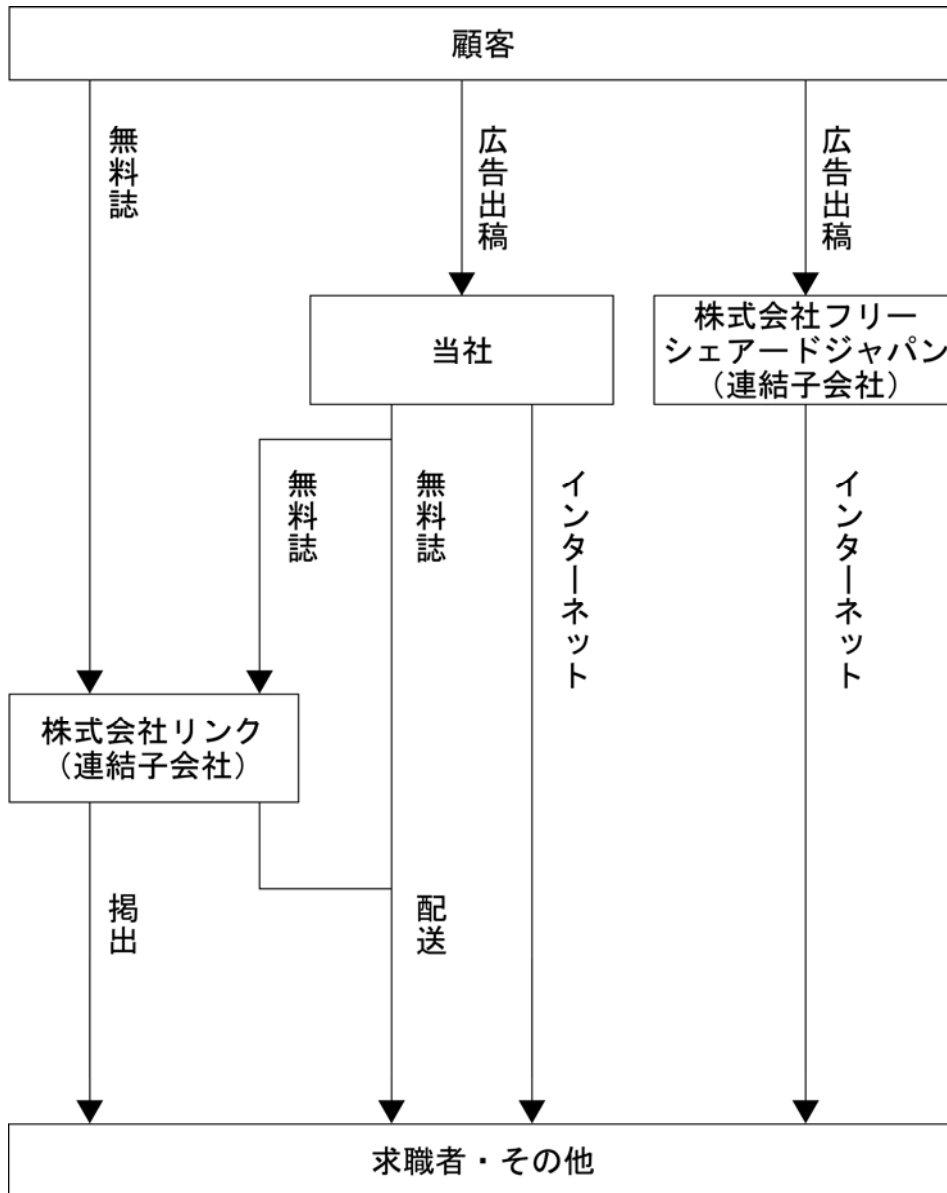 顧客
無料誌
広告出稿
広告出稿
当社
株式会社フリー
シェアードジャパン
（連結子会社）
無料誌
無料誌
インターネット
インターネット
株式会社リンク
（連結子会社）
掲出
配送
求職者・その他